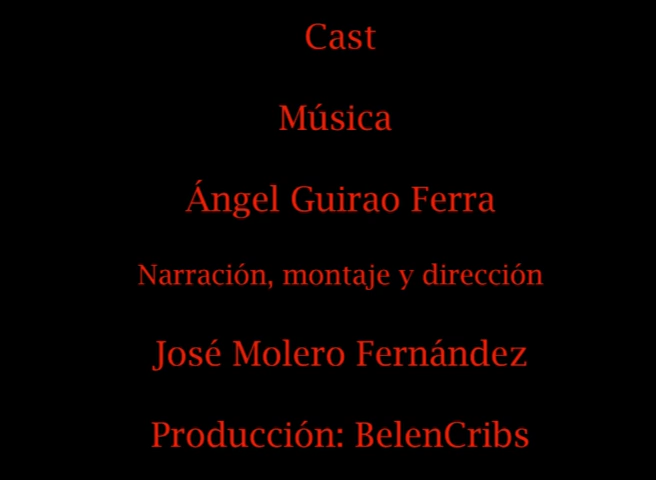 Cast
Música
Ángel Guirao Ferra
Narración, montaje y dirección
José Molero Fernández
Producción: BelenCribs